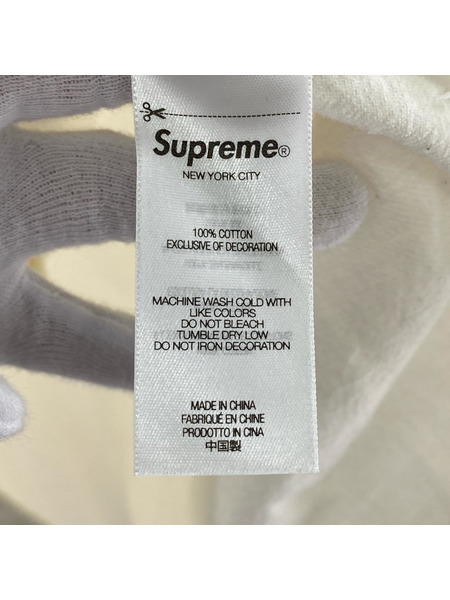 Supreme®
NEW YORK CITY
100% COTTON
EXCLUSIVE OF DECORATION
MACHINE WASH COLD WITH
LIKE COLORS
DO NOT BLEACH
TUMBLE DRY LOW
DO NOT IRON DECORATION
MADE IN CHINA
FABRIQUÉ EN CHINE
PRODOTTO IN CINA
中国製